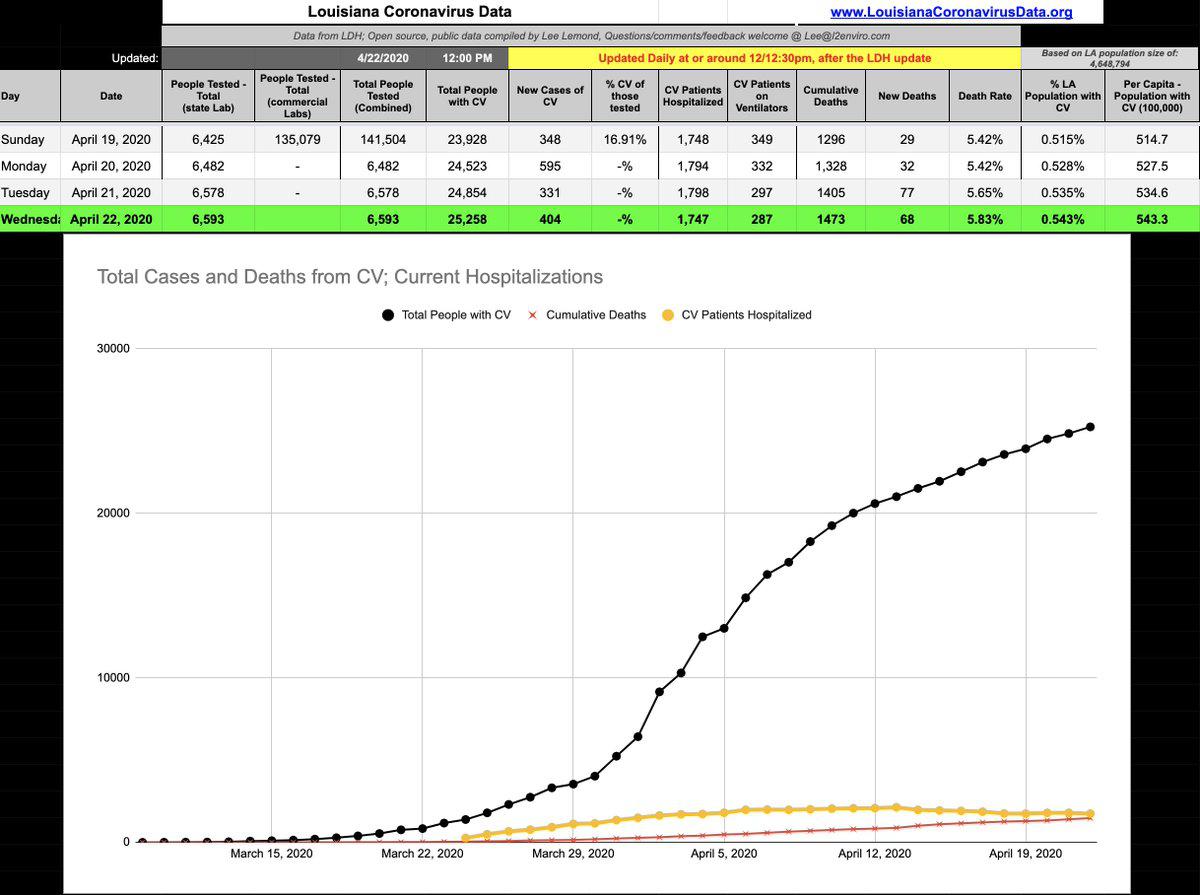 Louisiana Coronavirus Data
www.LouisianaCoronavirusData.org
Data from LDH; Open source, public data compiled by Lee Lemond, Questions/comments/feedback welcome @ Lee@l2enviro.com
Updated: 4/22/2020 12:00 PM Updated Daily at or around 12/12:30pm, after the LDH update
Based on LA population size of:
4,648,794
Day
Date
People Tested -
Total
(state Lab)
People Tested -
Total
(commercial
Labs)
Total People
Tested
(Combined)
Total People
with CV
New Cases of
CV
% CV of
those
tested
CV Patients
Hospitalized
CV Patients
on
Ventilators
Cumulative
Deaths
New Deaths
Death Rate
% LA
Population with
CV
Per Capita -
Population with
CV (100,000)
Sunday April 19, 2020 6,425 135,079 141,504 23,928 348 16.91% 1,748 349 1296 29 5.42% 0.515% 514.7
Monday April 20, 2020 6,482 - 6,482 24,523 595 -% 1,794 332 1,328 32 5.42% 0.528% 527.5
Tuesday April 21, 2020 6,578 - 6,578 24,854 331 -% 1,798 297 1405 77 5.65% 0.535% 534.6
Wednesda April 22, 2020 6,593 6,593 25,258 404 -% 1,747 287 1473 68 5.83% 0.543% 543.3
Total Cases and Deaths from CV; Current Hospitalizations
Total People with CV Cumulative Deaths CV Patients Hospitalized
30000
20000
10000
0
March 15, 2020 March 22, 2020 March 29, 2020 April 5, 2020 April 12, 2020 April 19, 2020